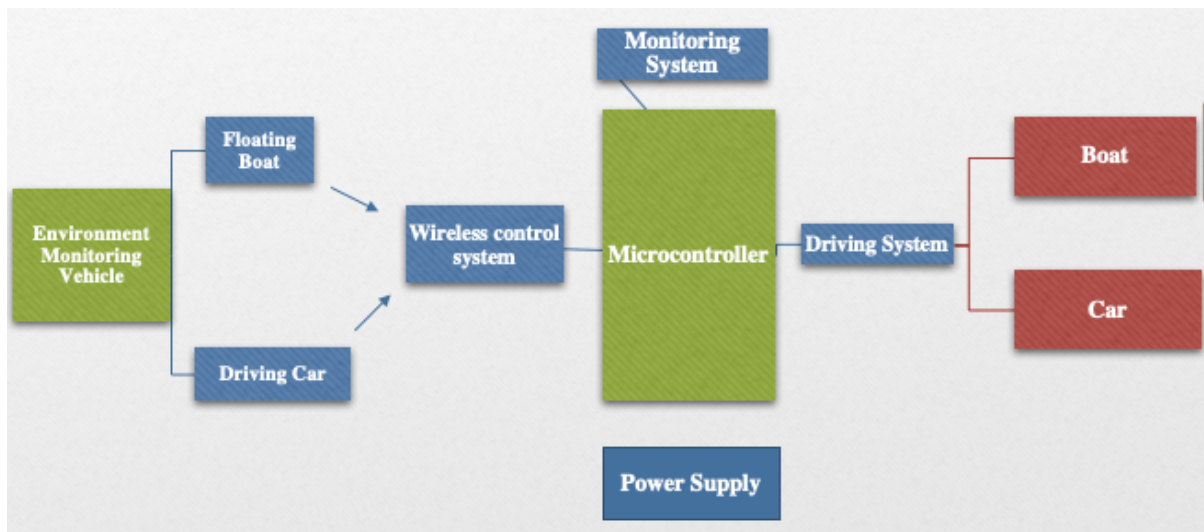 Monitoring
System
Floating
Boat
Boat
Environment
Monitoring
Vehicle
Wireless control
system
Microcontroller
Driving System
Car
Driving Car
Power Supply